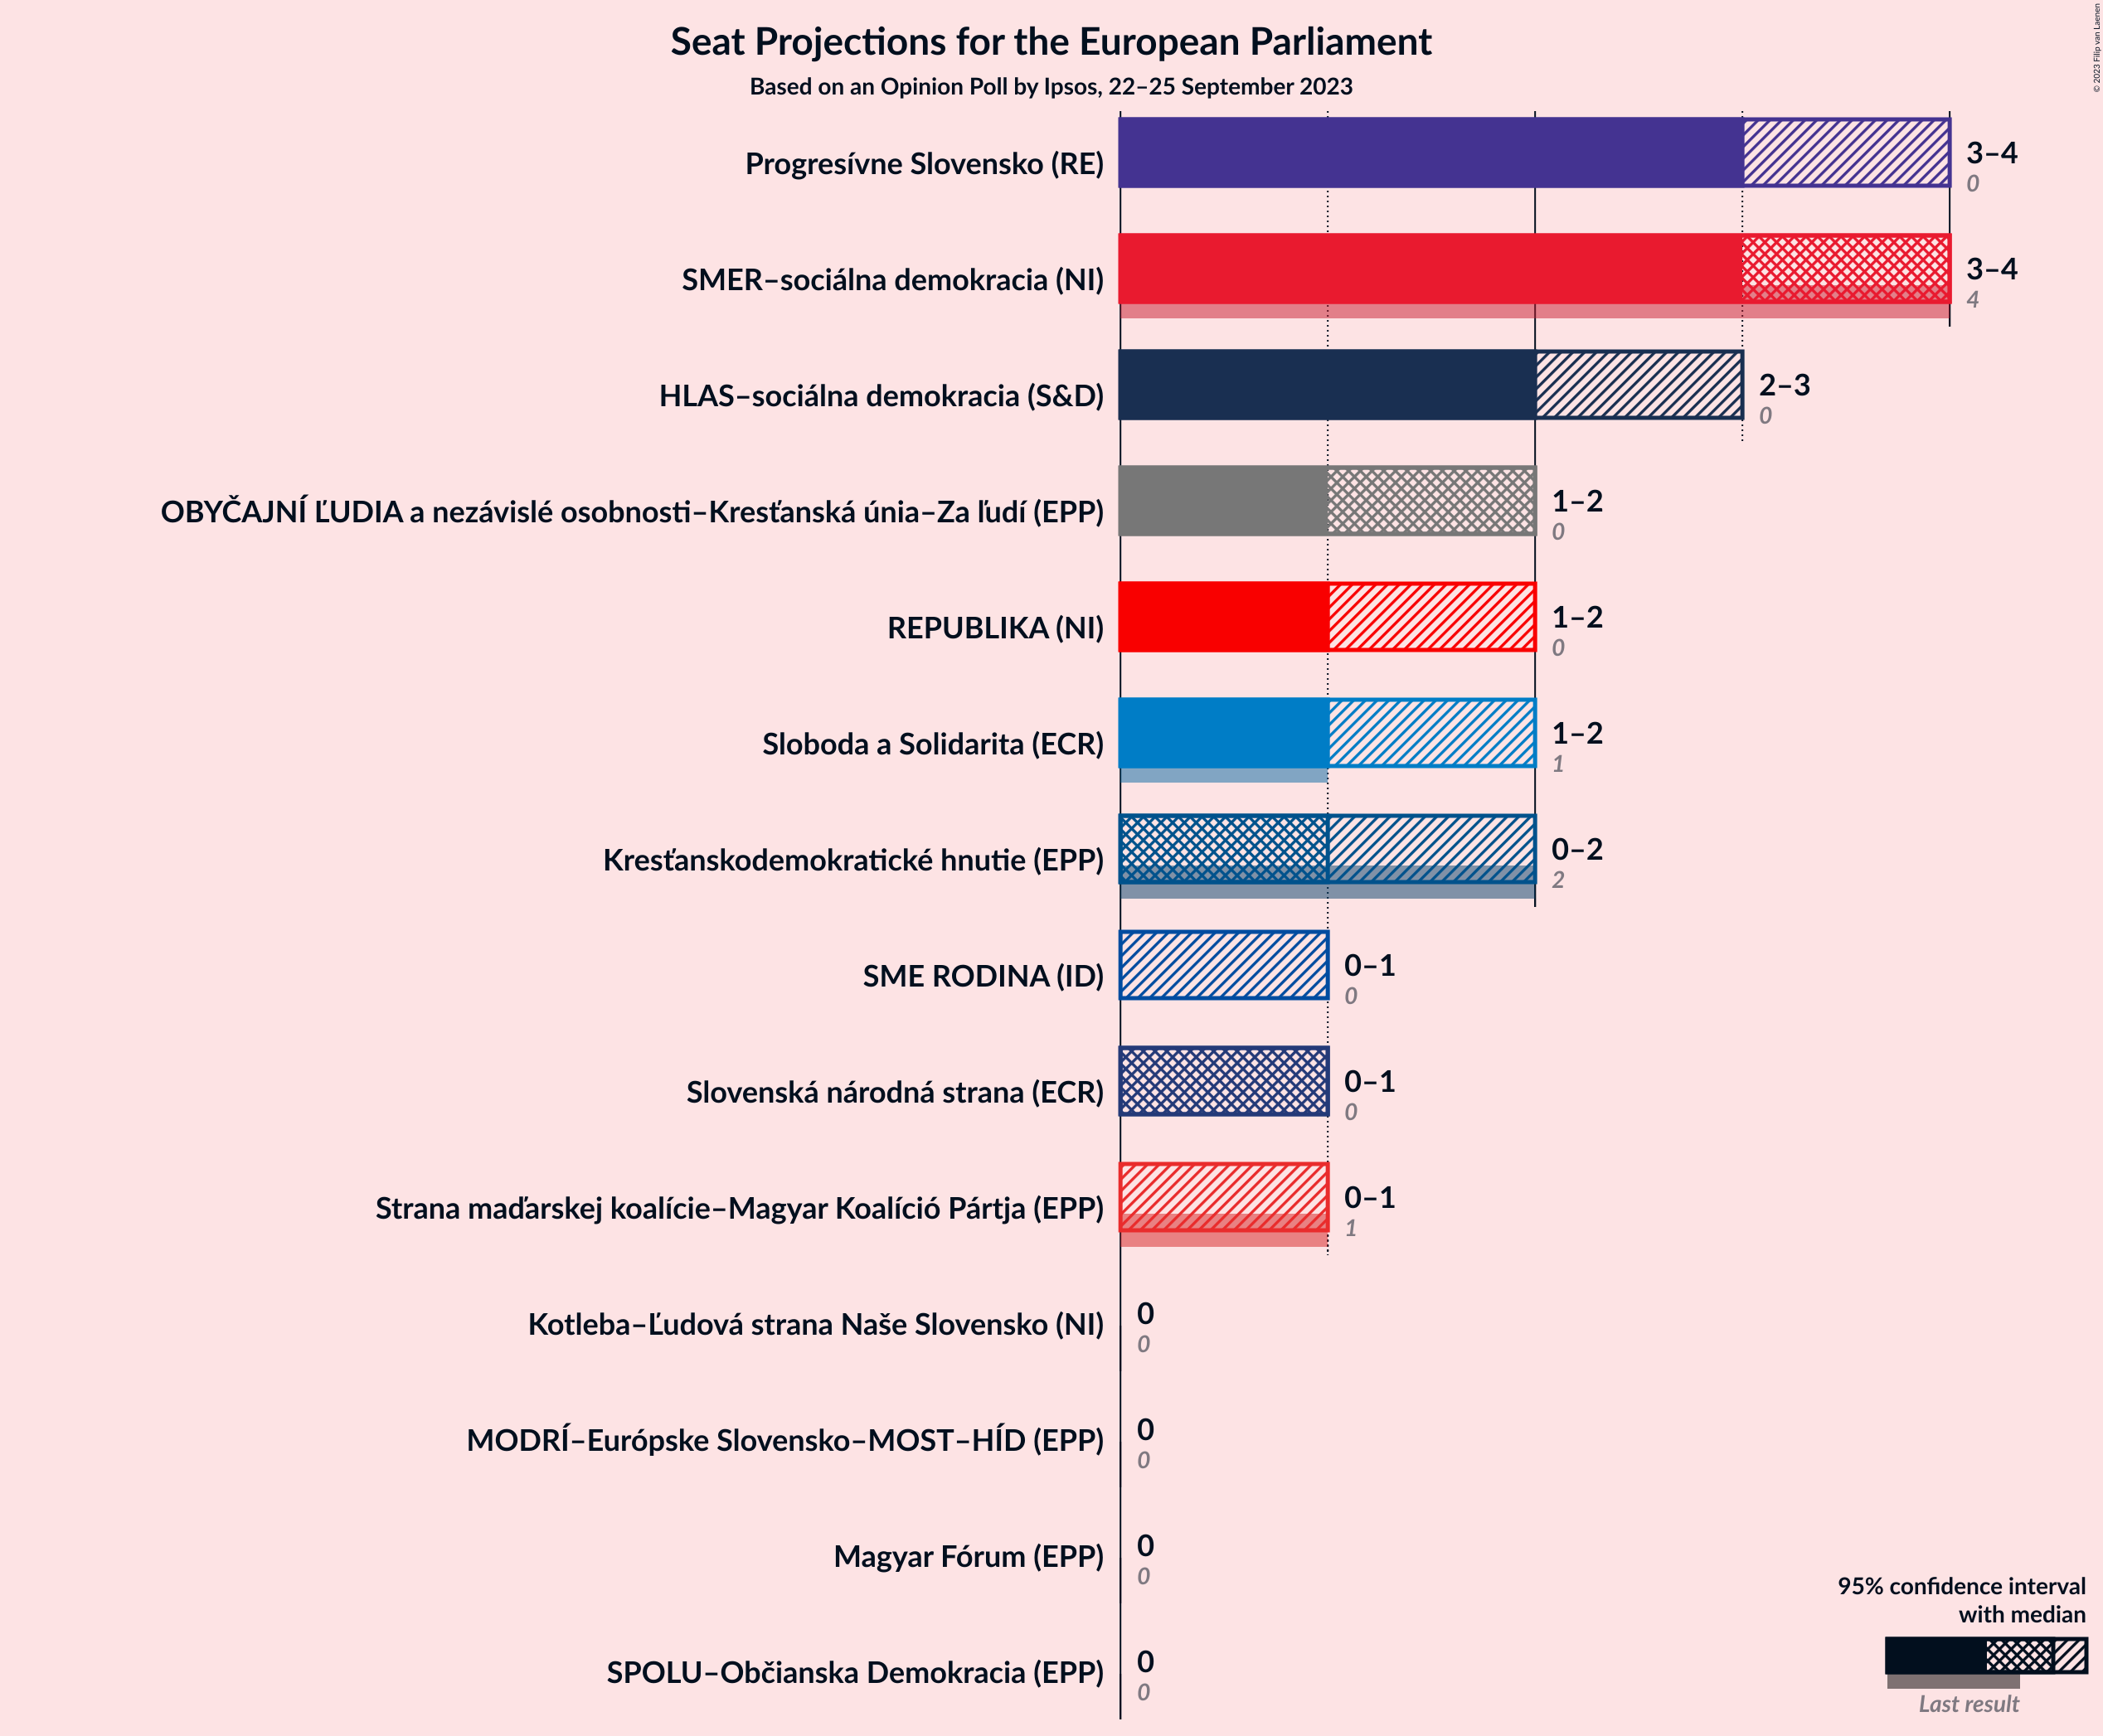 © 2023 Filip van Laenen
Seat Projections for the European Parliament
Based on an Opinion Poll by Ipsos, 22–25 September 2023
Progresívne Slovensko (RE)
3–4
0
SMER–sociálna demokracia (NI)
3–4
4
HLAS–sociálna demokracia (S&D)
2–3
0
OBYČAJNÍ ĽUDIA a nezávislé osobnosti–Kresťanská únia–Za ľudí (EPP)
1–2
0
REPUBLIKA (NI)
1–2
0
Sloboda a Solidarita (ECR)
1–2
1
Kresťanskodemokratické hnutie (EPP)
0–2
2
SME RODINA (ID)
0–1
0
Slovenská národná strana (ECR)
0–1
0
Strana maďarskej koalície–Magyar Koalíció Pártja (EPP)
0–1
1
Kotleba–Ľudová strana Naše Slovensko (NI)
0
0
MODRÍ–Európske Slovensko–MOST–HÍD (EPP)
0
0
Magyar Fórum (EPP)
0
0
SPOLU–Občianska Demokracia (EPP)
0
0
95% confidence interval
with median
Last result